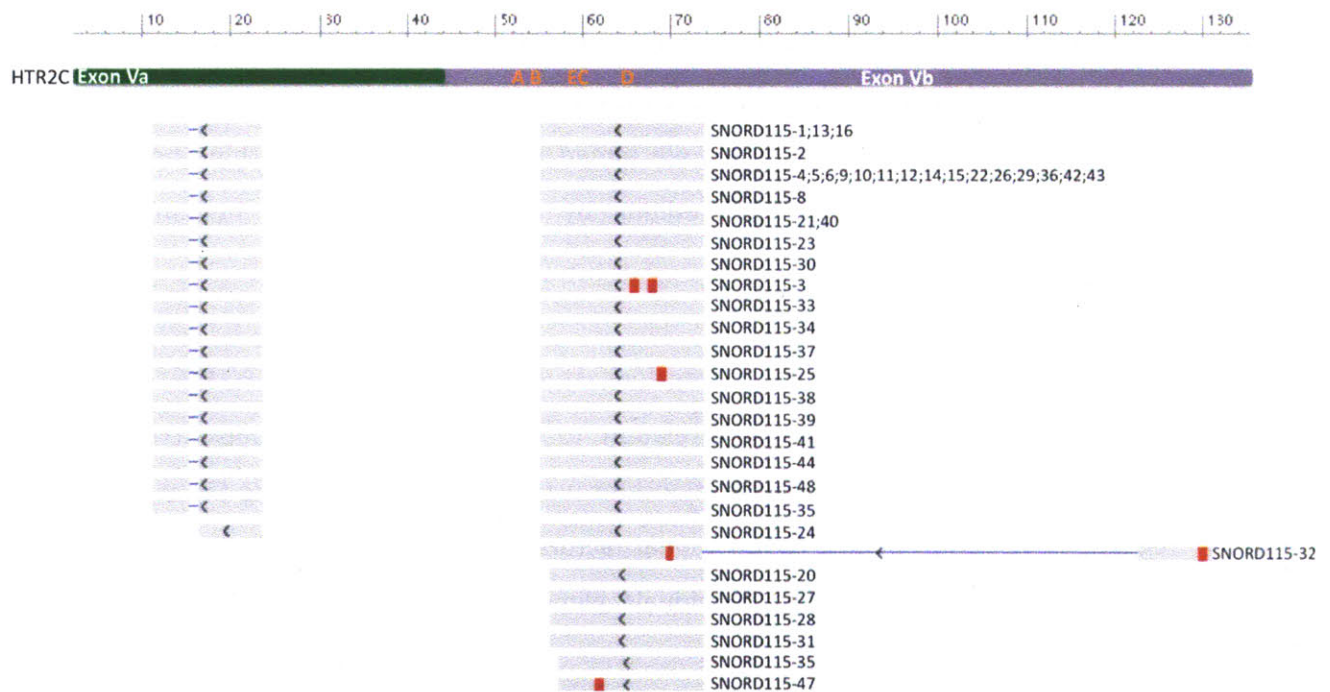 10 20 30 40 50 60 70 80 90 100 110 120 130
HTR2C Exon Va A B EC D Exon Vb
SNORD115-1;13;16
SNORD115-2
SNORD115-4;5;6;9;10;11;12;14;15;22;26;29;36;42;43
SNORD115-8
SNORD115-21;40
SNORD115-23
SNORD115-30
SNORD115-3
SNORD115-33
SNORD115-34
SNORD115-37
SNORD115-25
SNORD115-38
SNORD115-39
SNORD115-41
SNORD115-44
SNORD115-48
SNORD115-35
SNORD115-24
SNORD115-32
SNORD115-20
SNORD115-27
SNORD115-28
SNORD115-31
SNORD115-35
SNORD115-47